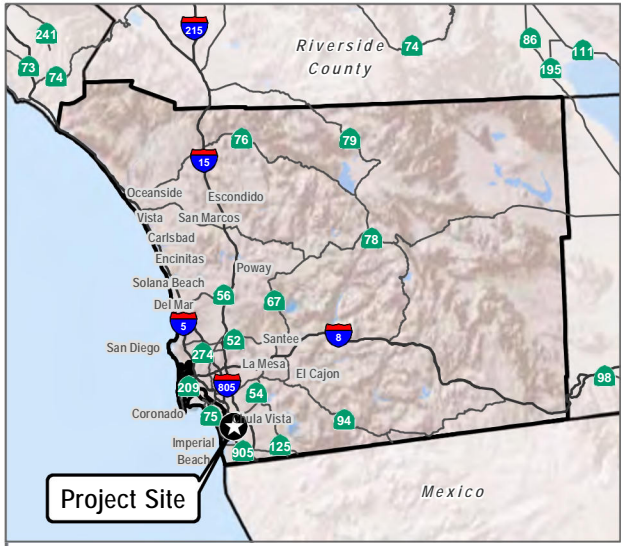 241
215
Riverside
County
74
86
111
73
74
195
76
79
15
Oceanside
Escondido
Vista
San Marcos
Carlsbad
78
Encinitas
Poway
Solana Beach
56
67
Del Mar
5
8
San Diego
274
52
Santee
La Mesa
El Cajon
98
209
805
54
Coronado
75
Chula Vista
94
Imperial
Beach
905
125
Project Site
Mexico